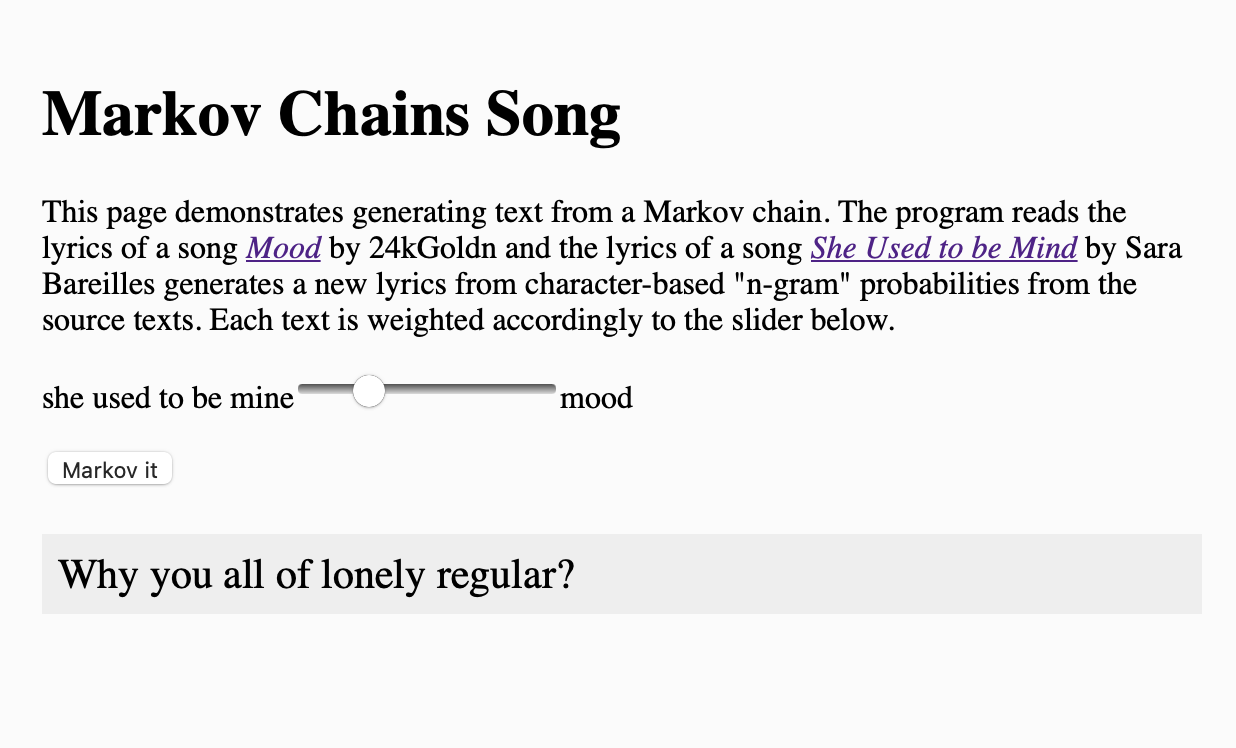 Markov Chains Song
This page demonstrates generating text from a Markov chain. The program reads the
lyrics of a song Mood by 24kGoldn and the lyrics of a song She Used to be Mind by Sara
Bareilles generates a new lyrics from character-based "n-gram" probabilities from the
source texts. Each text is weighted accordingly to the slider below.
she used to be mine mood
Markov it
Why you all of lonely regular?